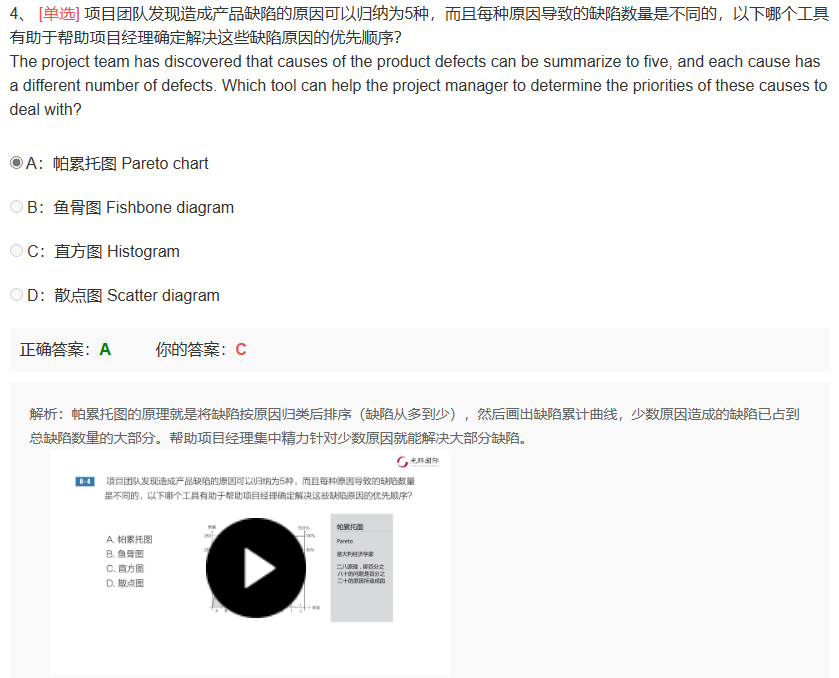 4、 [单选] 项目团队发现造成产品缺陷的原因可以归纳为5种，而且每种原因导致的缺陷数量是不同的，以下哪个工具
有助于帮助项目经理确定解决这些缺陷原因的优先顺序？
The project team has discovered that causes of the product defects can be summarize to five, and each cause has
a different number of defects. Which tool can help the project manager to determine the priorities of these causes to
deal with?
A：帕累托图 Pareto chart
B：鱼骨图 Fishbone diagram
C：直方图 Histogram
D：散点图 Scatter diagram
正确答案：A 你的答案：C
解析：帕累托图的原理就是将缺陷按原因归类后排序（缺陷从多到少），然后画出缺陷累计曲线，少数原因造成的缺陷已占到
总缺陷数量的大部分。帮助项目经理集中精力针对少数原因就能解决大部分缺陷。
光环国际
8-4 项目团队发现造成产品缺陷的原因可以归纳为5种，而且每种原因导致的缺陷数量
是不同的，以下哪个工具有助于帮助项目经理确定解决这些缺陷原因的优先顺序？
A. 帕累托图
B. 鱼骨图
C. 直方图
D. 散点图
帕累托图
Pareto
意大利经济学家
二八原理，即百分之
八十的问题是百分之
二十的原因所造成的